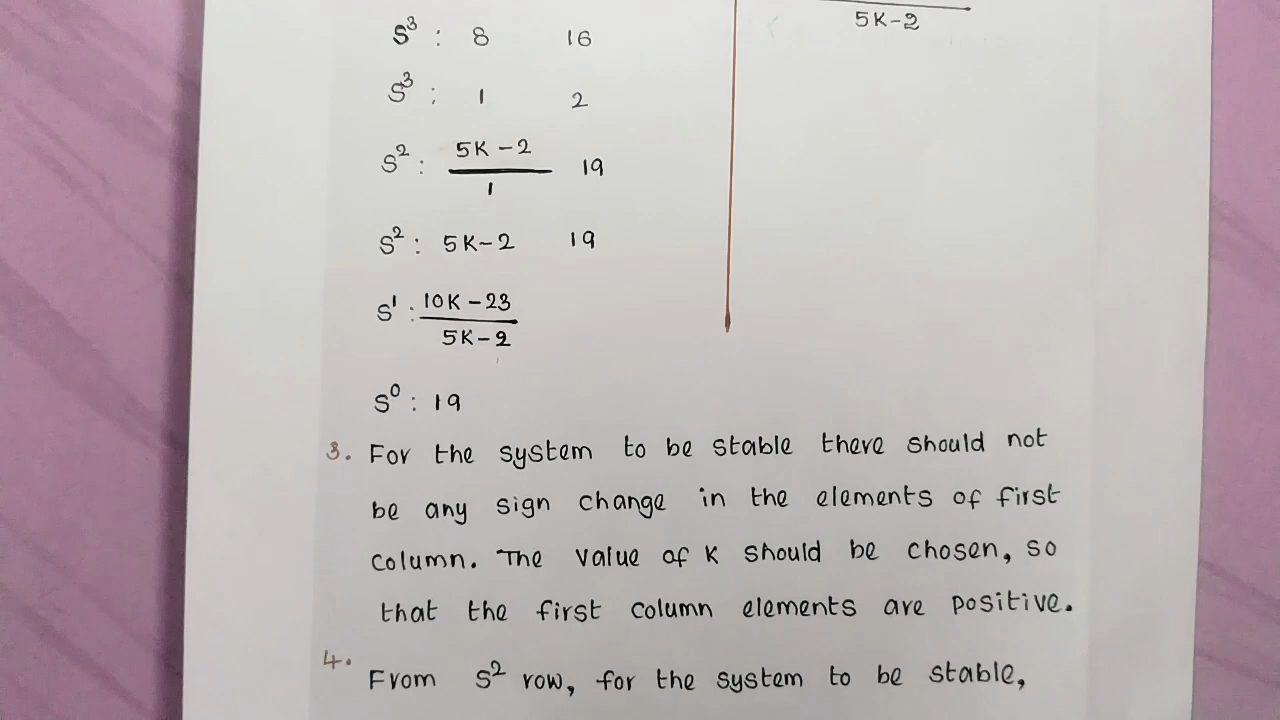 5K-2
S³ : 8 16
S³ : 1 2
S² : 5K-2 / 1 19
S² : 5K-2 19
S¹ : 10K-23 / 5K-2
S⁰ : 19
3. For the system to be stable there should not
be any sign change in the elements of first
column. The value of K should be chosen, so
that the first column elements are positive.
4. From S² row, for the system to be stable,